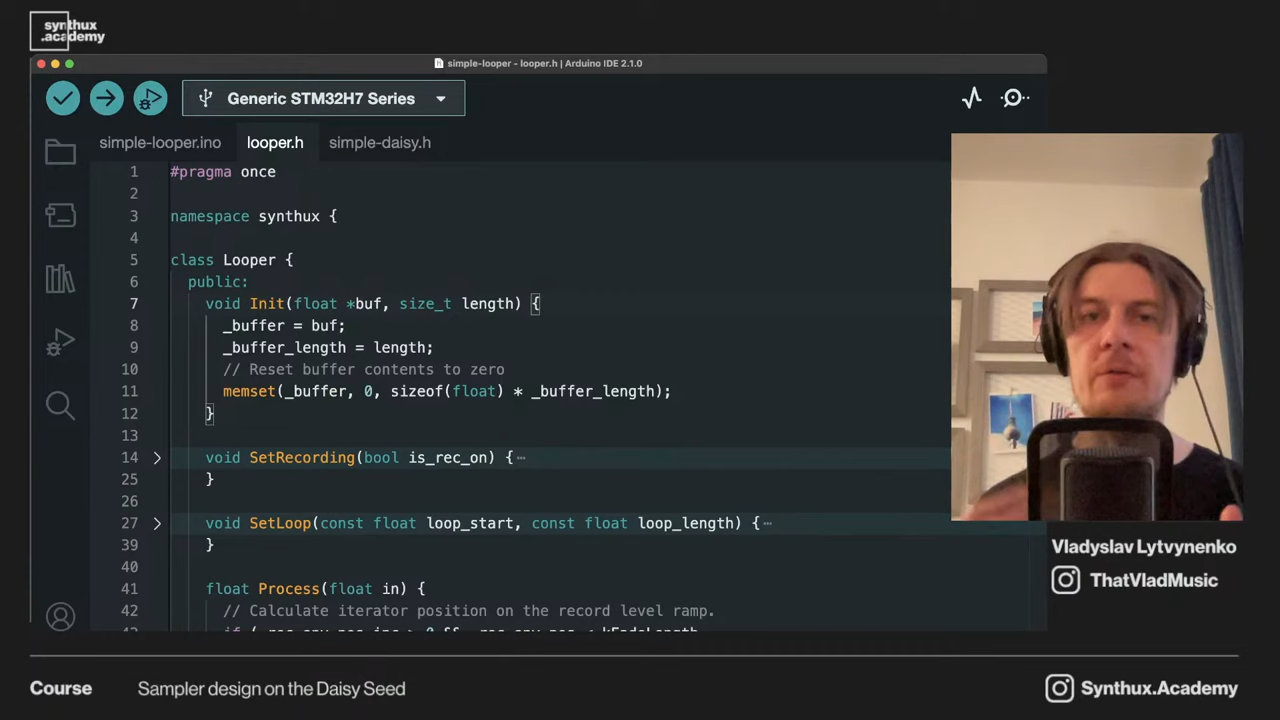 synthux
.academy
simple-looper - looper.h | Arduino IDE 2.1.0
Generic STM32H7 Series
simple-looper.ino looper.h simple-daisy.h
1 #pragma once
2
3 namespace synthux {
4
5 class Looper {
6 public:
7 void Init(float *buf, size_t length) {
8 _buffer = buf;
9 _buffer_length = length;
10 // Reset buffer contents to zero
11 memset(_buffer, 0, sizeof(float) * _buffer_length);
12 }
13
14 void SetRecording(bool is_rec_on) {
25 }
26
27 void SetLoop(const float loop_start, const float loop_length) {
39 }
40
41 float Process(float in) {
42 // Calculate iterator position on the record level ramp.
Vladyslav Lytvynenko
ThatVladMusic
Course Sampler design on the Daisy Seed
Synthux.Academy